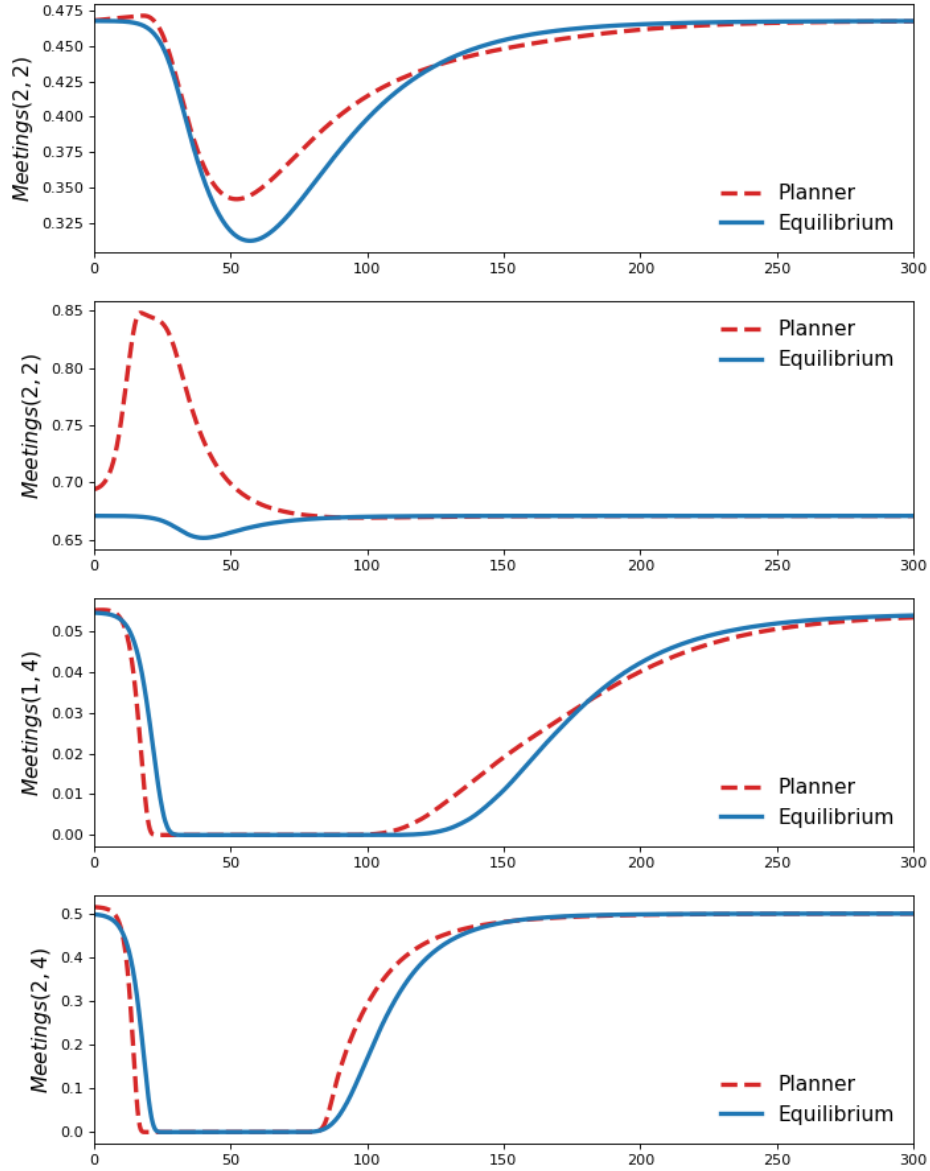 0.475
0.450
0.425
0.400
0.375
0.350
0.325
Meetings(2, 2)
Planner
Equilibrium
0 50 100 150 200 250 300
0.85
0.80
0.75
0.70
0.65
Meetings(2, 2)
Planner
Equilibrium
0 50 100 150 200 250 300
0.05
0.04
0.03
0.02
0.01
0.00
Meetings(1, 4)
Planner
Equilibrium
0 50 100 150 200 250 300
0.5
0.4
0.3
0.2
0.1
0.0
Meetings(2, 4)
Planner
Equilibrium
0 50 100 150 200 250 300